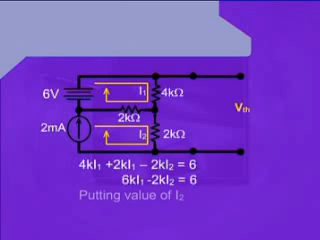 6V
I₁
4kΩ
Vth
2kΩ
2mA
I₂
2kΩ
4kI₁ +2kI₁ – 2kI₂ = 6
6kI₁ -2kI₂ = 6
Putting value of I₂